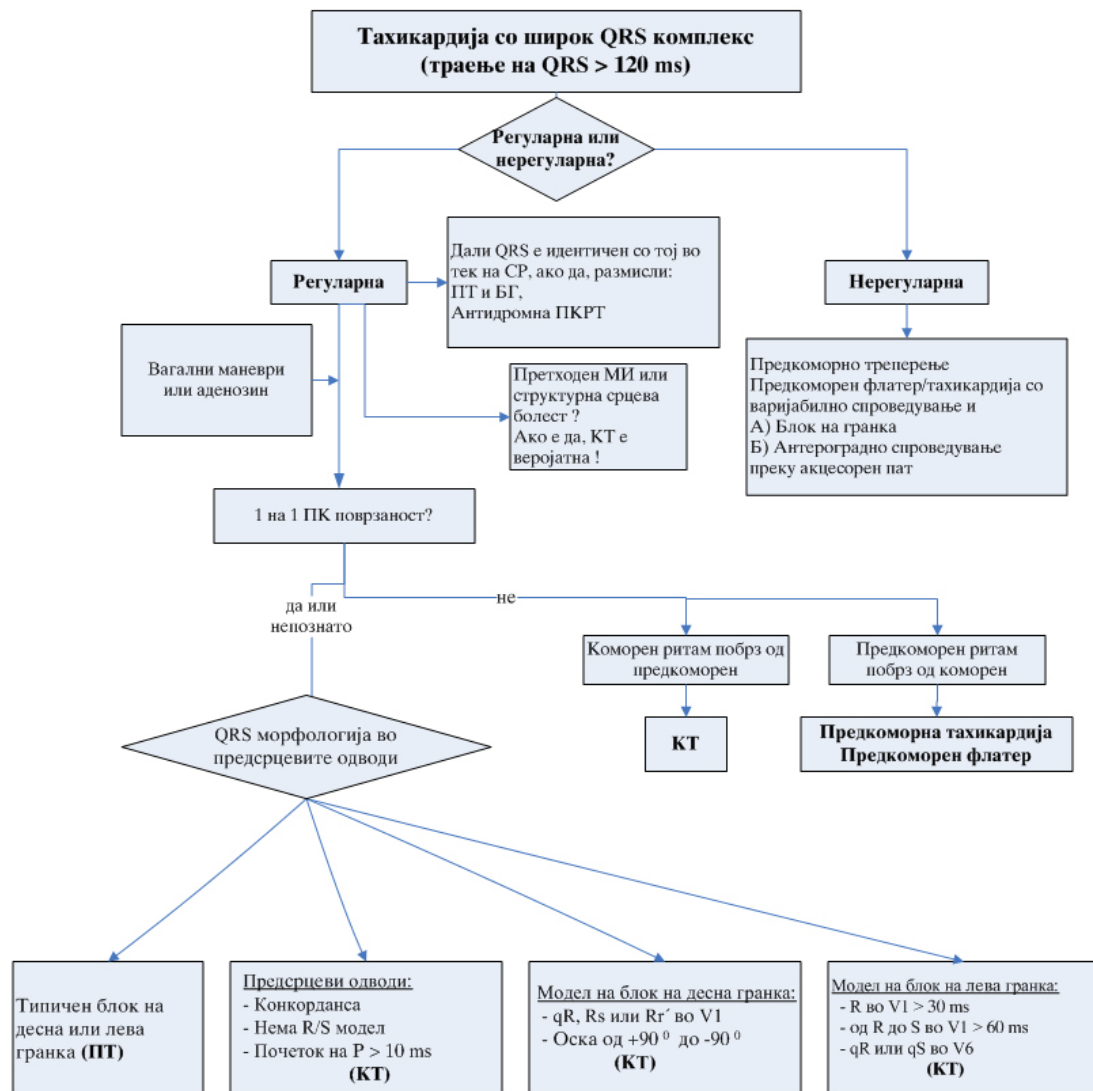 Тахикардија со широк QRS комплекс
(траење на QRS > 120 ms)
Регуларна или
нерегуларна?
Дали QRS е идентичен со тој во
тек на СР, ако да, размисли:
ПТ и БГ,
Антидромна ПКРТ
Регуларна
Нерегуларна
Вагални маневри
или аденозин
Претходен МИ или
структурна срцева
болест ?
Ако е да, КТ е
веројатна !
Предкоморно треперење
Предкоморен флатер/тахикардија со
варијабилно спроведување и
А) Блок на гранка
Б) Антероградно спроведување
преку акцесорен пат
1 на 1 ПК поврзаност?
да или
непознато
не
Коморен ритам побрз од
предкоморен
Предкоморен ритам
побрз од коморен
КТ
Предкоморна тахикардија
Предкоморен флатер
QRS морфологија во
предсрцевите одводи
Типичен блок на
десна или лева
гранка (ПТ)
Предсрцеви одводи:
- Конкорданса
- Нема R/S модел
- Почеток на P > 10 ms
(КТ)
Модел на блок на десна гранка:
- qR, Rs или Rr´ во V1
- Оска од +90 ⁰ до -90 ⁰
(КТ)
Модел на блок на лева гранка:
- R во V1 > 30 ms
- од R до S во V1 > 60 ms
- qR или qS во V6
(КТ)